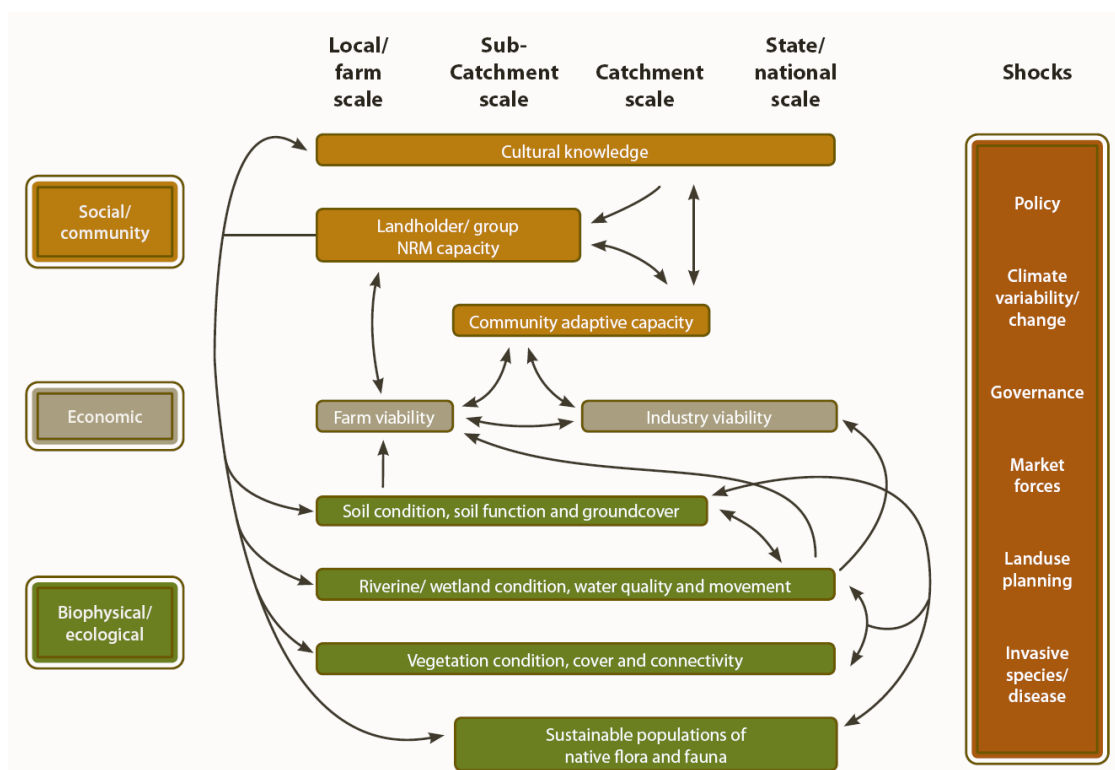 Local/
farm
scale
Sub-
Catchment
scale
Catchment
scale
State/
national
scale
Shocks
Cultural knowledge
Social/
community
Landholder/ group
NRM capacity
Community adaptive capacity
Economic
Farm viability
Industry viability
Soil condition, soil function and groundcover
Riverine/ wetland condition, water quality and movement
Biophysical/
ecological
Vegetation condition, cover and connectivity
Sustainable populations of
native flora and fauna
Policy
Climate
variability/
change
Governance
Market
forces
Landuse
planning
Invasive
species/
disease